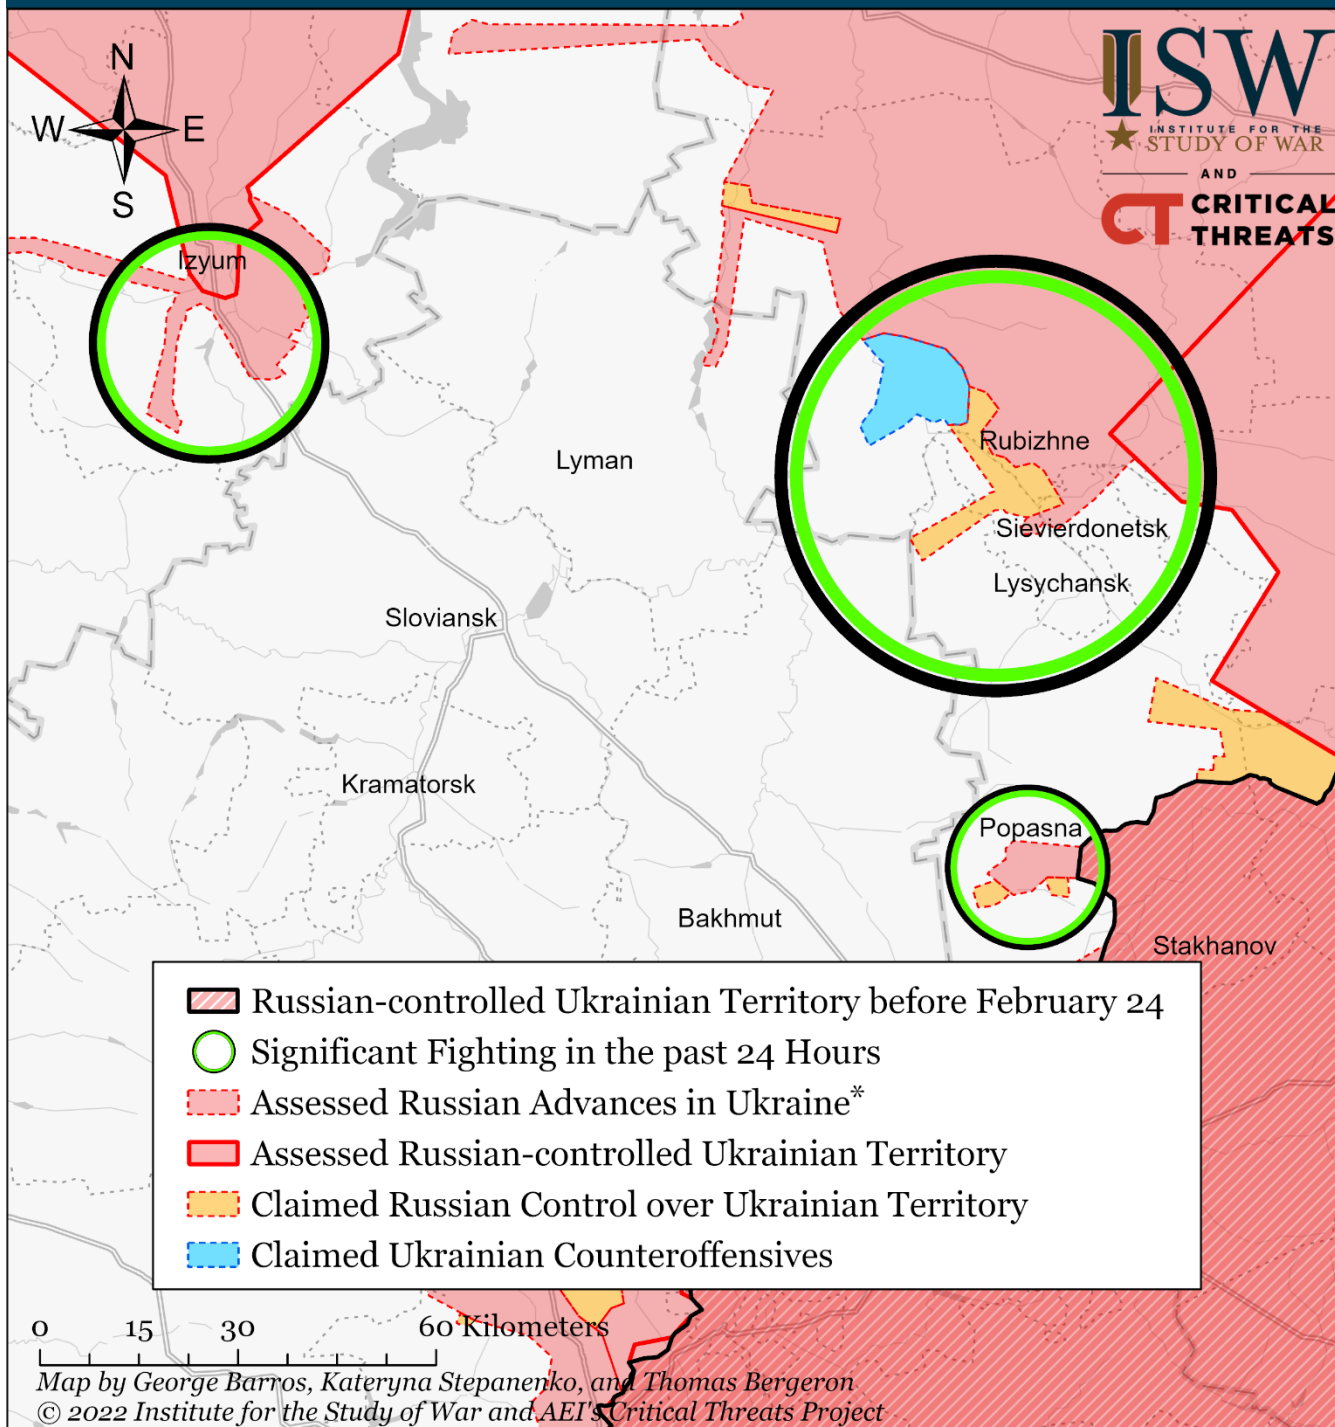 N
W E
S
ISW
INSTITUTE FOR THE
STUDY OF WAR
AND
CT CRITICAL
THREATS
Izyum
Lyman
Rubizhne
Sievierdonetsk
Lysychansk
Sloviansk
Kramatorsk
Popasna
Bakhmut
Stakhanov
Russian-controlled Ukrainian Territory before February 24
Significant Fighting in the past 24 Hours
Assessed Russian Advances in Ukraine*
Assessed Russian-controlled Ukrainian Territory
Claimed Russian Control over Ukrainian Territory
Claimed Ukrainian Counteroffensives
0 15 30 60 Kilometers
Map by George Barros, Kateryna Stepanenko, and Thomas Bergeron
© 2022 Institute for the Study of War and AEI's Critical Threats Project